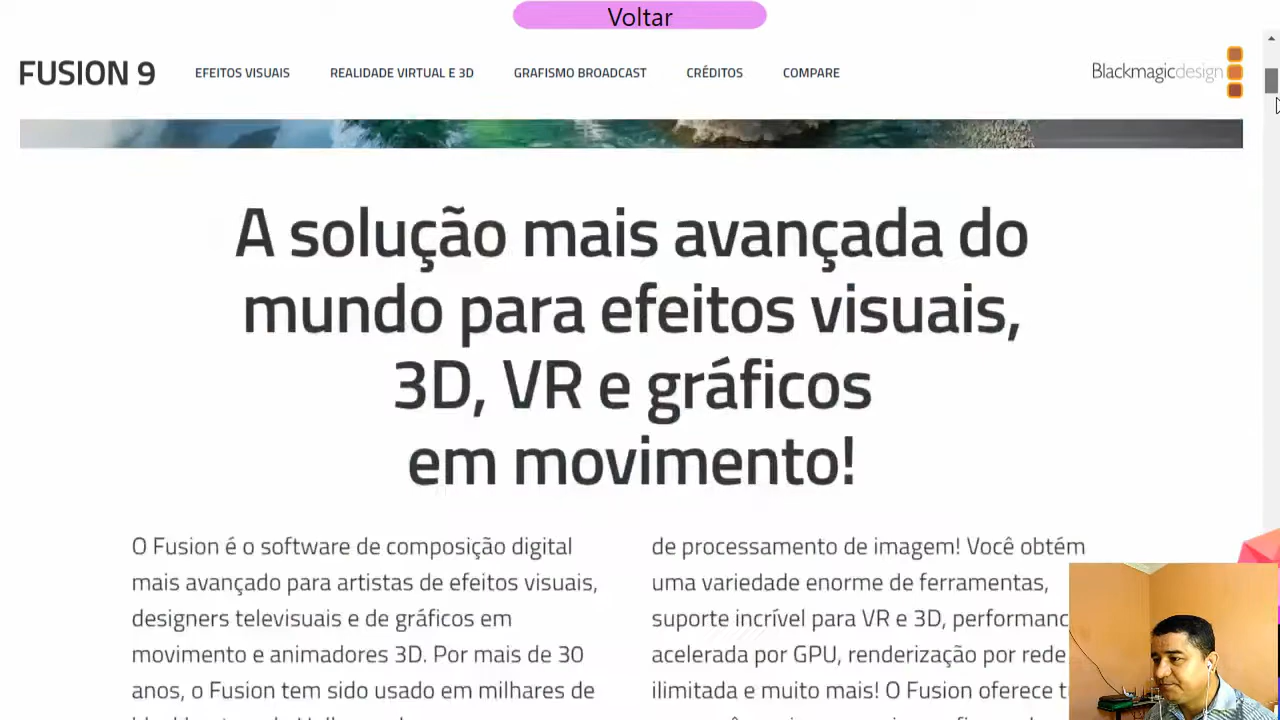 Voltar
FUSION 9
EFEITOS VISUAIS
REALIDADE VIRTUAL E 3D
GRAFISMO BROADCAST
CRÉDITOS
COMPARE
Blackmagicdesign
A solução mais avançada do
mundo para efeitos visuais,
3D, VR e gráficos
em movimento!
O Fusion é o software de composição digital
mais avançado para artistas de efeitos visuais,
designers televisuais e de gráficos em
movimento e animadores 3D. Por mais de 30
anos, o Fusion tem sido usado em milhares de
de processamento de imagem! Você obtém
uma variedade enorme de ferramentas,
suporte incrível para VR e 3D,
acelerada por GPU, renderização por rede
ilimitada e muito mais! O Fusion oferece